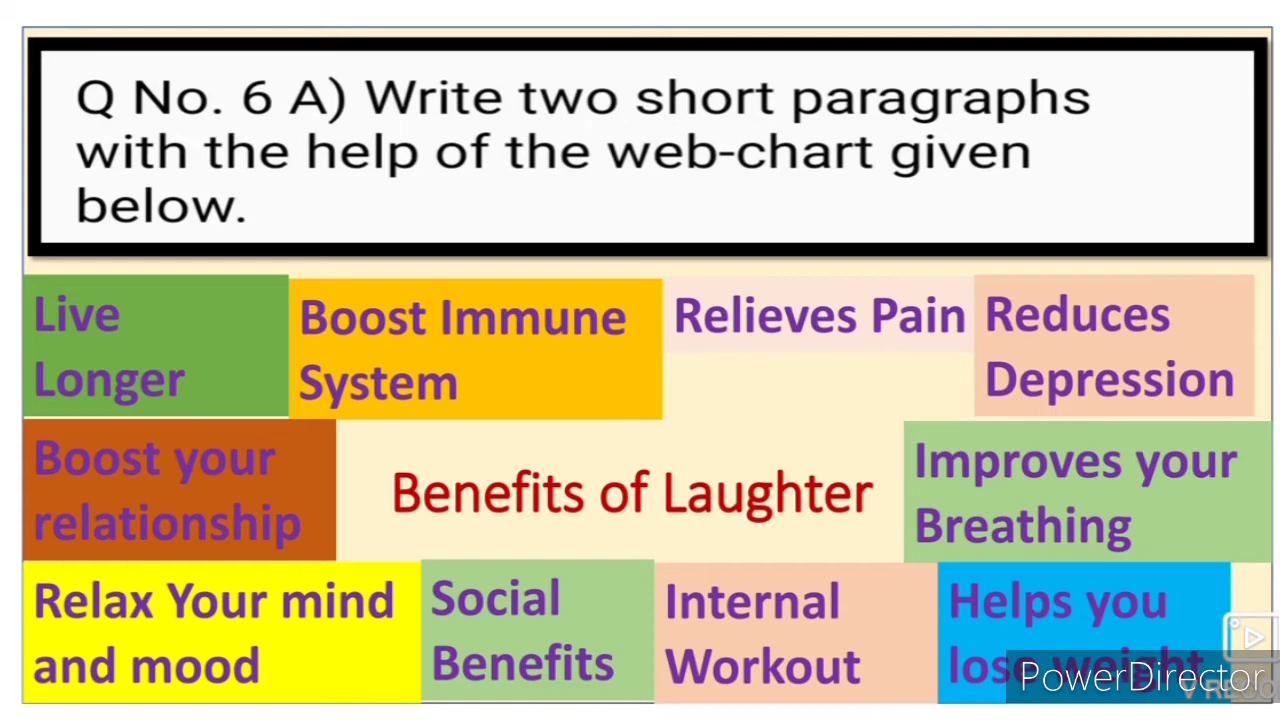 Q No. 6 A) Write two short paragraphs
with the help of the web-chart given
below.
Live
Longer
Boost Immune
System
Relieves Pain
Reduces
Depression
Boost your
relationship
Benefits of Laughter
Improves your
Breathing
Relax Your mind
and mood
Social
Benefits
Internal
Workout
Helps you
lose weight
PowerDirector